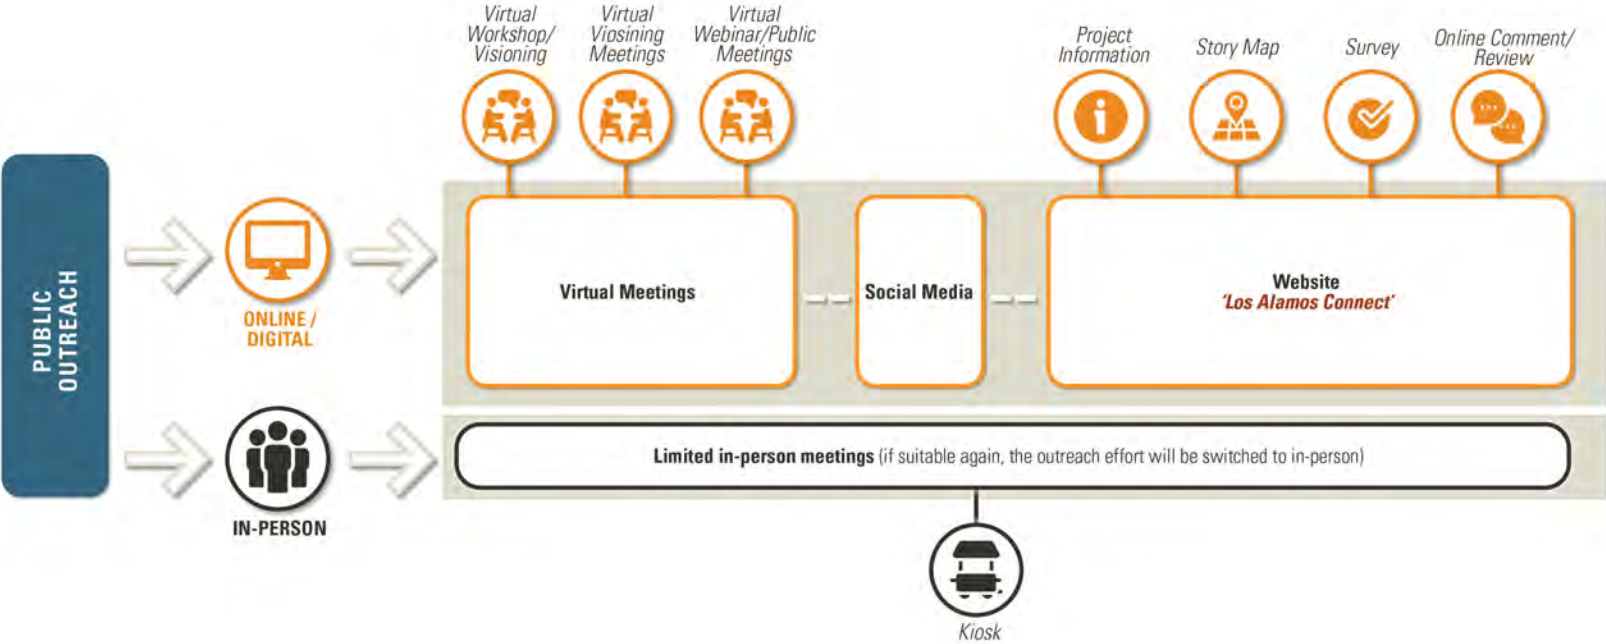 Virtual
Workshop/
Visioning
Virtual
Viosining
Meetings
Virtual
Webinar/Public
Meetings
Project
Information
Story Map
Survey
Online Comment/
Review
PUBLIC
OUTREACH
ONLINE /
DIGITAL
Virtual Meetings
Social Media
Website
'Los Alamos Connect'
IN-PERSON
Limited in-person meetings (if suitable again, the outreach effort will be switched to in-person)
Kiosk